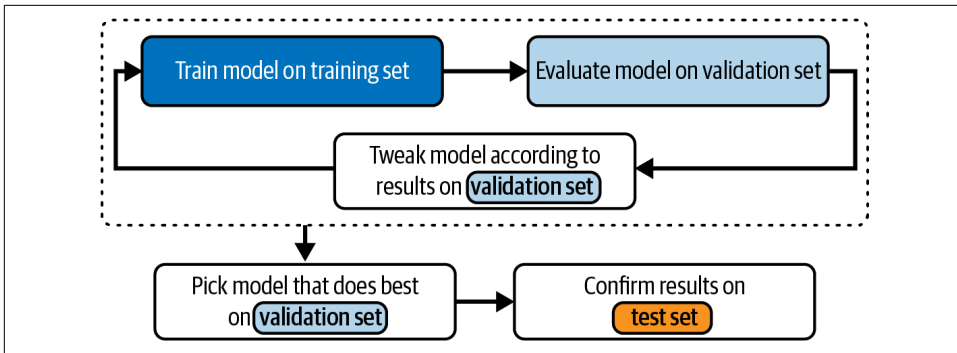 Train model on training set
Evaluate model on validation set
Tweak model according to
results on validation set
Pick model that does best
on validation set
Confirm results on
test set